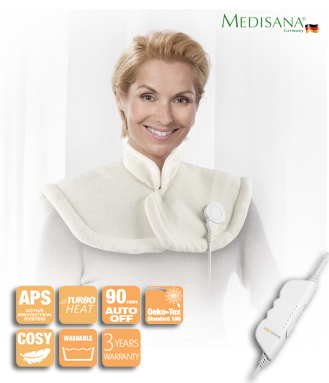 MEDISANA®
Germany
APS
ACTIVE
PROTECTION
SYSTEM
TURBO
HEAT
90 min
AUTO
OFF
Oeko-Tex
Standard 100
COSY
WASHABLE
3 YEARS
WARRANTY